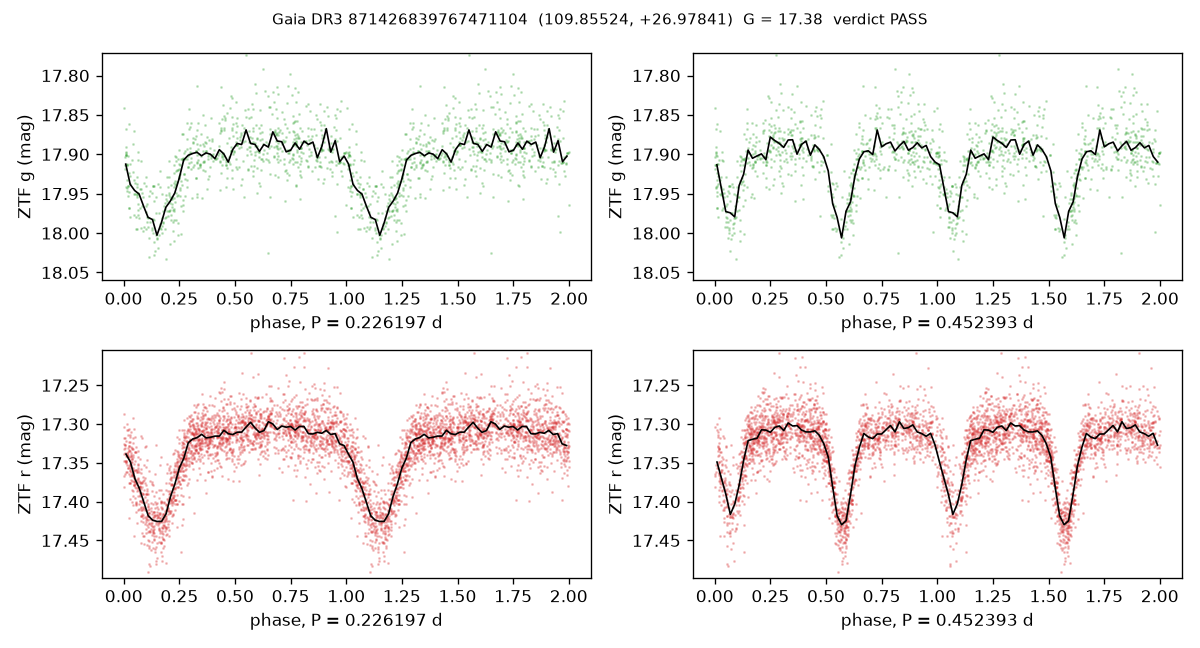 Gaia DR3 871426839767471104  (109.85524, +26.97841)  G = 17.38  verdict PASS
ZTF g (mag)
17.80
17.85
17.90
17.95
18.00
18.05
0.00 0.25 0.50 0.75 1.00 1.25 1.50 1.75 2.00
phase, P = 0.226197 d
ZTF g (mag)
17.80
17.85
17.90
17.95
18.00
18.05
0.00 0.25 0.50 0.75 1.00 1.25 1.50 1.75 2.00
phase, P = 0.452393 d
ZTF r (mag)
17.25
17.30
17.35
17.40
17.45
0.00 0.25 0.50 0.75 1.00 1.25 1.50 1.75 2.00
phase, P = 0.226197 d
ZTF r (mag)
17.25
17.30
17.35
17.40
17.45
0.00 0.25 0.50 0.75 1.00 1.25 1.50 1.75 2.00
phase, P = 0.452393 d